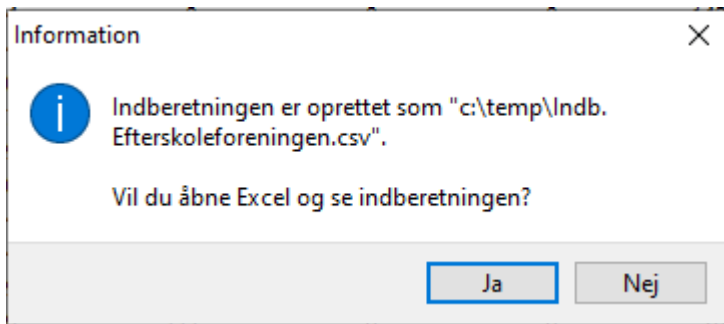 Information
Indberetningen er oprettet som "c:\temp\Indb.
Efterskoleforeningen.csv".
Vil du åbne Excel og se indberetningen?
Ja
Nej